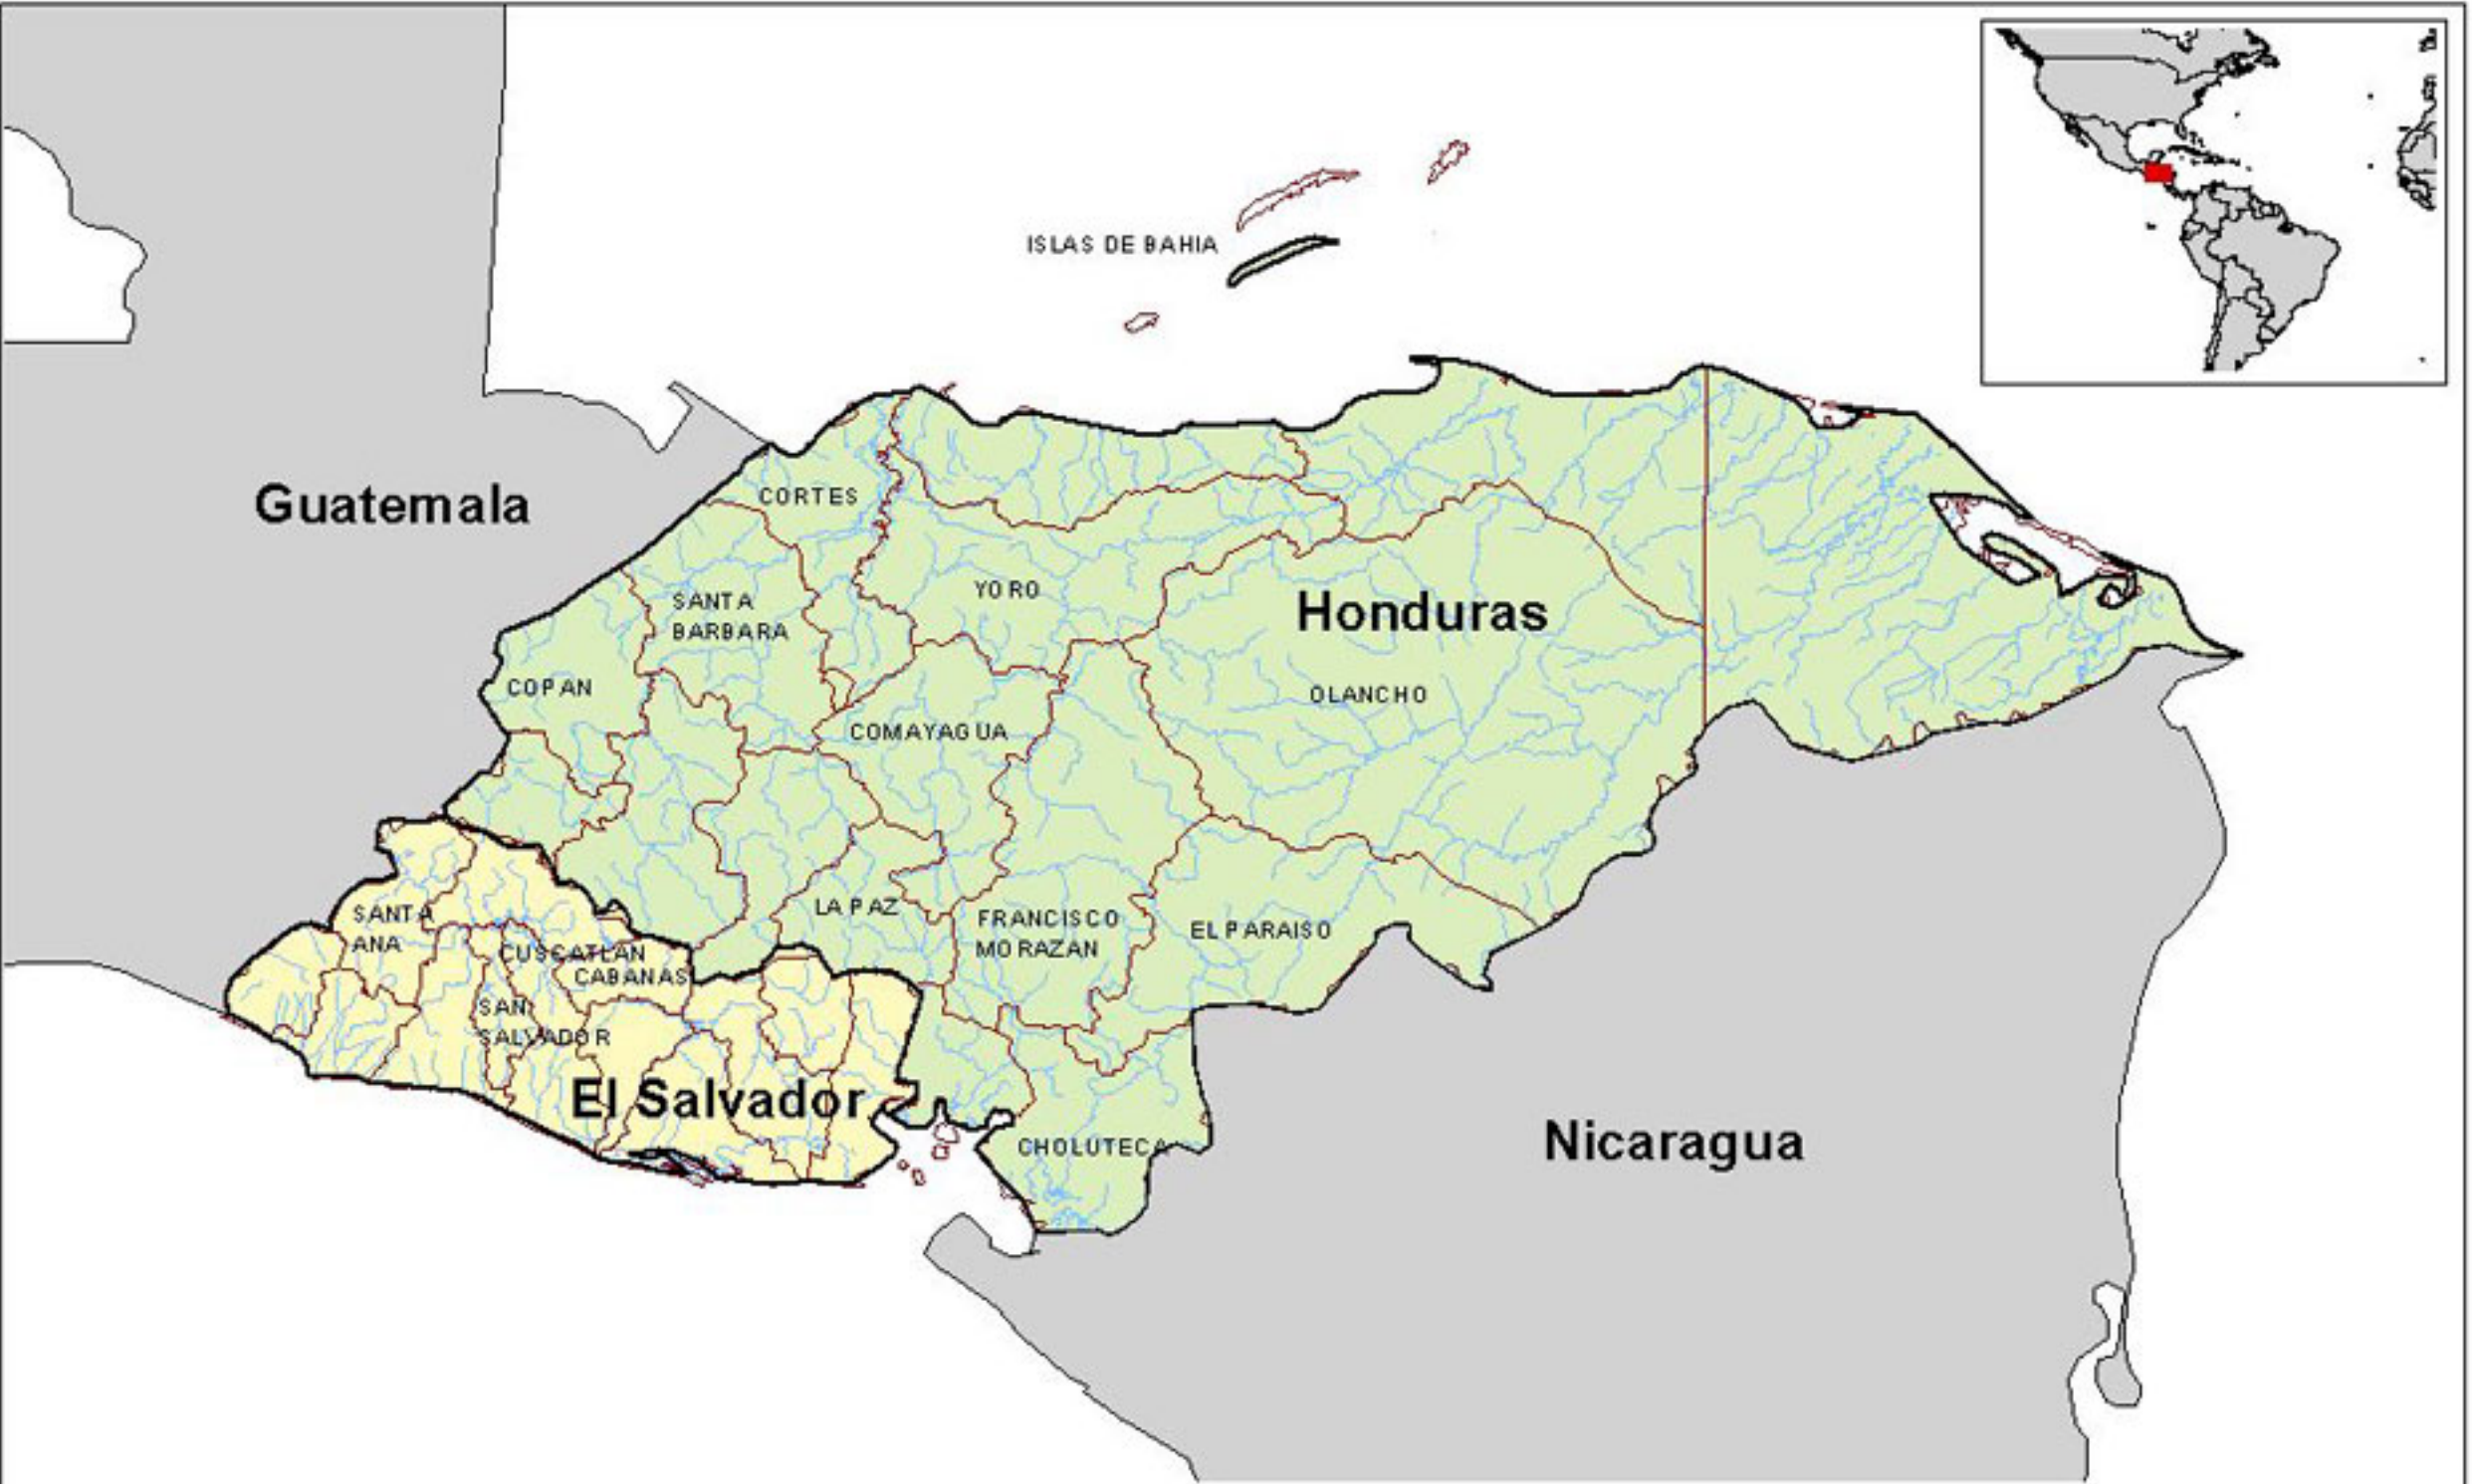 ISLAS DE BAHIA
Guatemala
CORTES
YORO
SANTA
BARBARA
Honduras
COPAN
OLANCHO
COMAYAGUA
LA PAZ
FRANCISCO
MORAZAN
EL PARAISO
SANTA
ANA
CUSCATLAN
CABANAS
SAN
SALVADOR
El Salvador
CHOLUTECA
Nicaragua